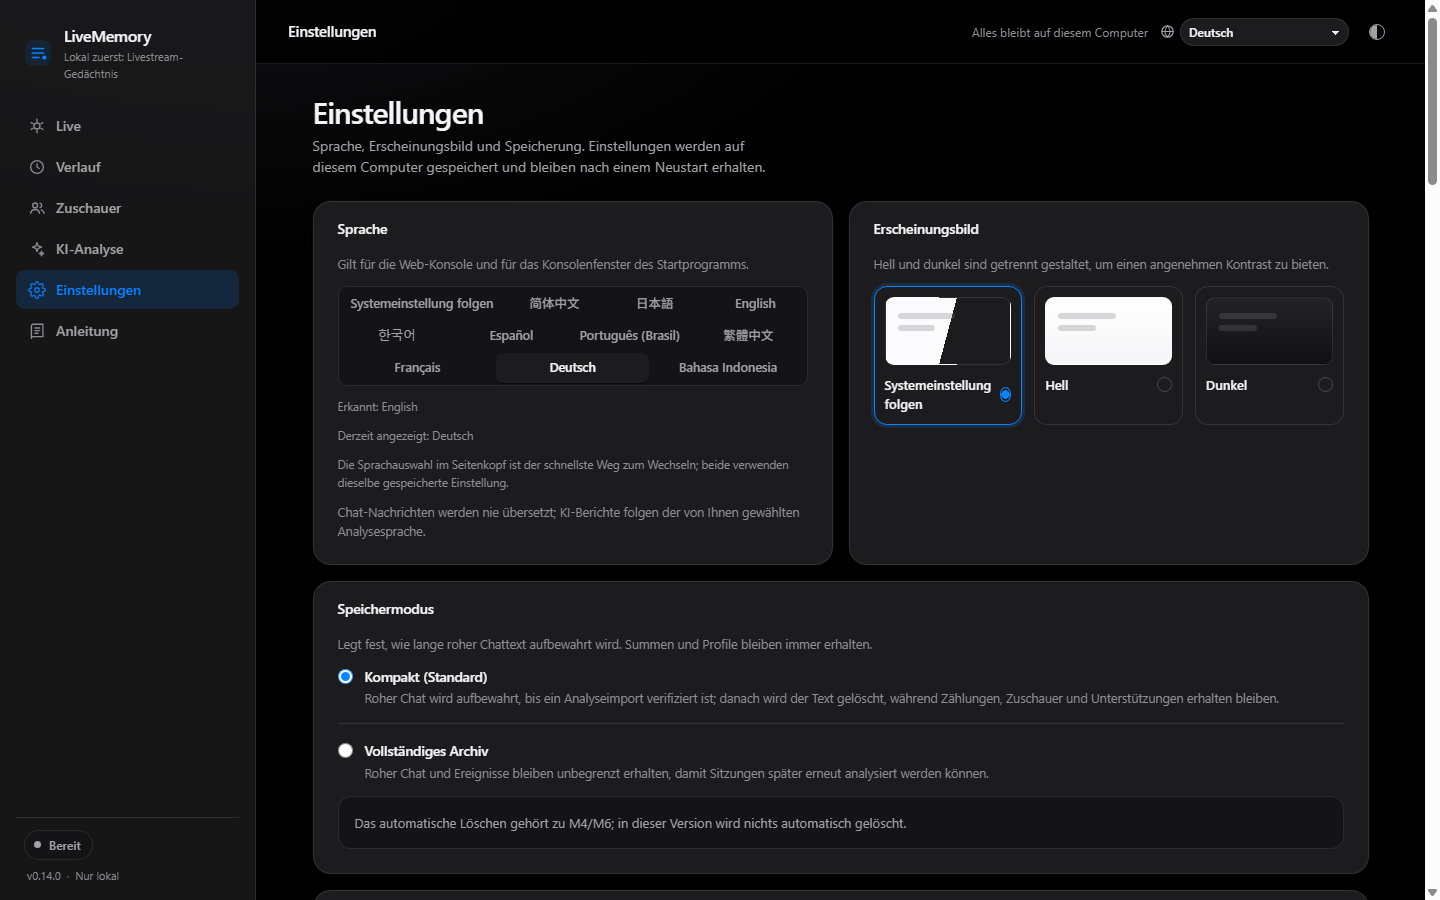 LiveMemory
Lokal zuerst: Livestream-
Gedächtnis
Live
Verlauf
Zuschauer
KI-Analyse
Einstellungen
Anleitung
Bereit
v0.14.0 · Nur lokal
Einstellungen
Alles bleibt auf diesem Computer
Deutsch
Einstellungen
Sprache, Erscheinungsbild und Speicherung. Einstellungen werden auf
diesem Computer gespeichert und bleiben nach einem Neustart erhalten.
Sprache
Gilt für die Web-Konsole und für das Konsolenfenster des Startprogramms.
Systemeinstellung folgen 简体中文 日本語 English
한국어 Español Português (Brasil) 繁體中文
Français Deutsch Bahasa Indonesia
Erkannt: English
Derzeit angezeigt: Deutsch
Die Sprachauswahl im Seitenkopf ist der schnellste Weg zum Wechseln; beide verwenden
dieselbe gespeicherte Einstellung.
Chat-Nachrichten werden nie übersetzt; KI-Berichte folgen der von Ihnen gewählten
Analysesprache.
Erscheinungsbild
Hell und dunkel sind getrennt gestaltet, um einen angenehmen Kontrast zu bieten.
Systemeinstellung
folgen
Hell
Dunkel
Speichermodus
Legt fest, wie lange roher Chattext aufbewahrt wird. Summen und Profile bleiben immer erhalten.
Kompakt (Standard)
Roher Chat wird aufbewahrt, bis ein Analyseimport verifiziert ist; danach wird der Text gelöscht, während Zählungen, Zuschauer und Unterstützungen erhalten bleiben.
Vollständiges Archiv
Roher Chat und Ereignisse bleiben unbegrenzt erhalten, damit Sitzungen später erneut analysiert werden können.
Das automatische Löschen gehört zu M4/M6; in dieser Version wird nichts automatisch gelöscht.